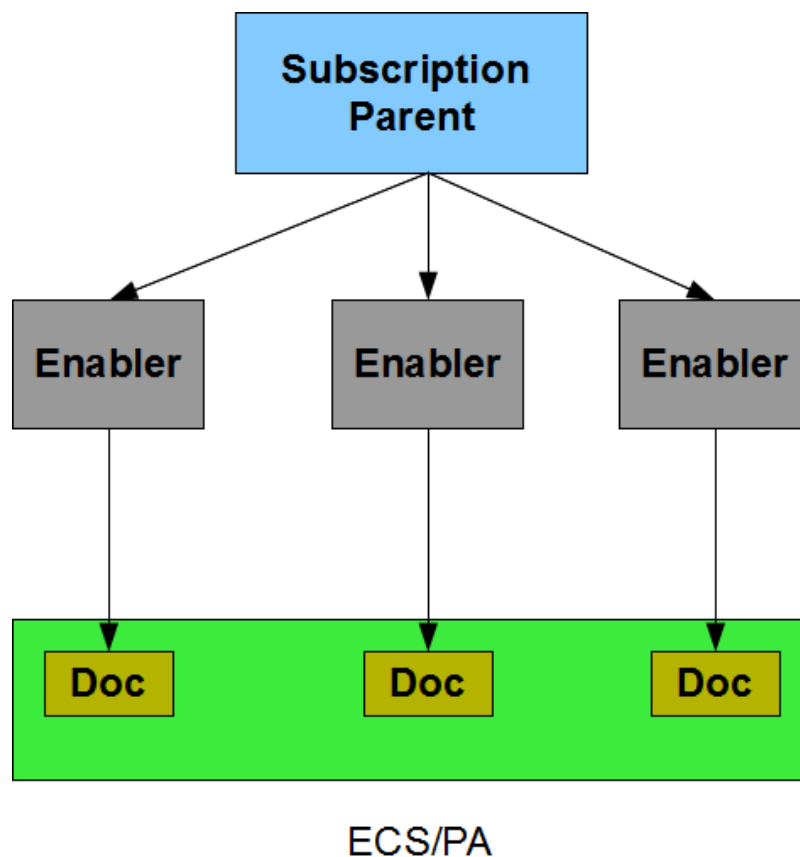 Subscription
Parent
Enabler
Enabler
Enabler
Doc
Doc
Doc
ECS/PA